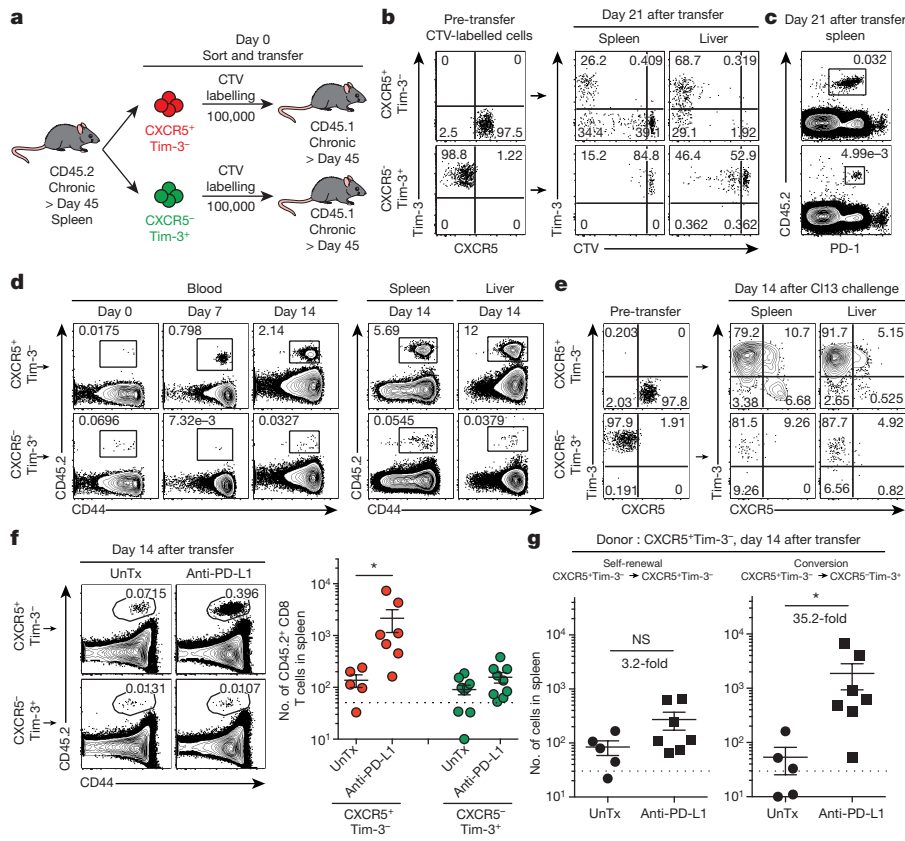 a
Day 0
Sort and transfer
CTV
labelling
100,000
CXCR5⁺
Tim-3⁻
CD45.1
Chronic
> Day 45
CD45.2
Chronic
> Day 45
Spleen
CTV
labelling
100,000
CXCR5⁻
Tim-3⁺
CD45.1
Chronic
> Day 45
b
Pre-transfer
CTV-labelled cells
Day 21 after transfer
Spleen
Liver
CXCR5⁺
Tim-3⁻
0 0
2.5 97.5
26.2 0.409
34.4 39.1
68.7 0.319
29.1 1.92
CXCR5⁻
Tim-3⁺
98.8 1.22
0 0
15.2 84.8
0 0
46.4 52.9
0.362 0.362
Tim-3
CXCR5
Tim-3
CTV
c
Day 21 after transfer
spleen
0.032
4.99e–3
CD45.2
PD-1
d
Blood
Day 0 Day 7 Day 14
Spleen Liver
Day 14 Day 14
CXCR5⁺
Tim-3⁻
0.0175 0.798 2.14 5.69 12
CXCR5⁻
Tim-3⁺
0.0696 7.32e–3 0.0327 0.0545 0.0379
CD45.2
CD44
CD45.2
CD44
e
Day 14 after Cl13 challenge
Pre-transfer Spleen Liver
CXCR5⁺
Tim-3⁻
0.203 0
2.03 97.8
79.2 10.7
3.38 6.68
91.7 5.15
2.65 0.525
CXCR5⁻
Tim-3⁺
97.9 1.91
0.191 0
81.5 9.26
9.26 0
87.7 4.92
6.56 0.82
Tim-3
CXCR5
Tim-3
CXCR5
f
Day 14 after transfer
UnTx Anti-PD-L1
CXCR5⁺
Tim-3⁻
0.0715 0.396
CXCR5⁻
Tim-3⁺
0.0131 0.0107
CD45.2
CD44
No. of CD45.2⁺ CD8
T cells in spleen
10⁴
10³
10²
10¹
*
UnTx
Anti-PD-L1
UnTx
Anti-PD-L1
CXCR5⁺
Tim-3⁻
CXCR5⁻
Tim-3⁺
g
Donor : CXCR5⁺Tim-3⁻, day 14 after transfer
Self-renewal
CXCR5⁺Tim-3⁻ → CXCR5⁺Tim-3⁻
Conversion
CXCR5⁺Tim-3⁻ → CXCR5⁻Tim-3⁺
No. of cells in spleen
10⁴
10³
10²
10¹
NS
3.2-fold
UnTx Anti-PD-L1
10⁴
10³
10²
10¹
*
35.2-fold
UnTx Anti-PD-L1